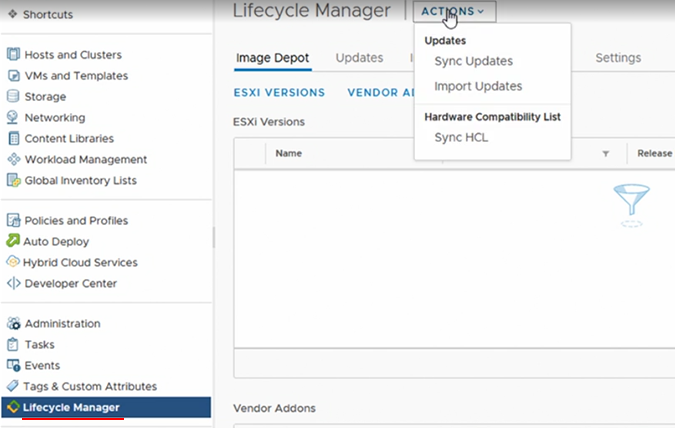 Shortcuts
Hosts and Clusters
VMs and Templates
Storage
Networking
Content Libraries
Workload Management
Global Inventory Lists
Policies and Profiles
Auto Deploy
Hybrid Cloud Services
Developer Center
Administration
Tasks
Events
Tags & Custom Attributes
Lifecycle Manager
Lifecycle Manager ACTIONS
Updates
Sync Updates
Import Updates
Hardware Compatibility List
Sync HCL
Image Depot Updates Settings
ESXI VERSIONS VENDOR AD
ESXi Versions
Name Release
Vendor Addons